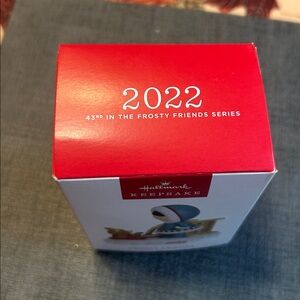 2022
43RD IN THE FROSTY FRIENDS SERIES
Hallmark
KEEPSAKE